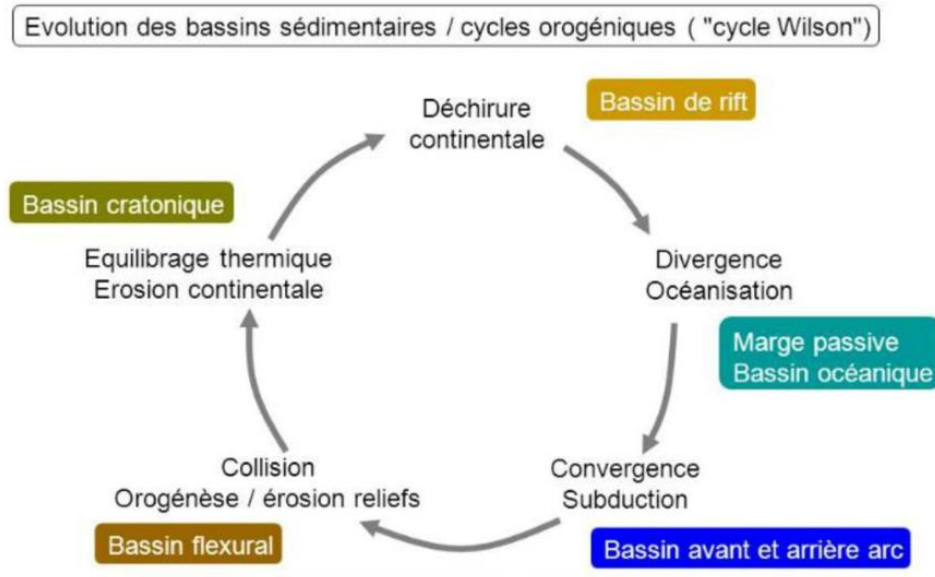 Evolution des bassins sédimentaires / cycles orogéniques ( "cycle Wilson")
Déchirure
continentale
Bassin de rift
Divergence
Océanisation
Marge passive
Bassin océanique
Convergence
Subduction
Bassin avant et arrière arc
Collision
Orogénèse / érosion reliefs
Bassin flexural
Equilibrage thermique
Erosion continentale
Bassin cratonique